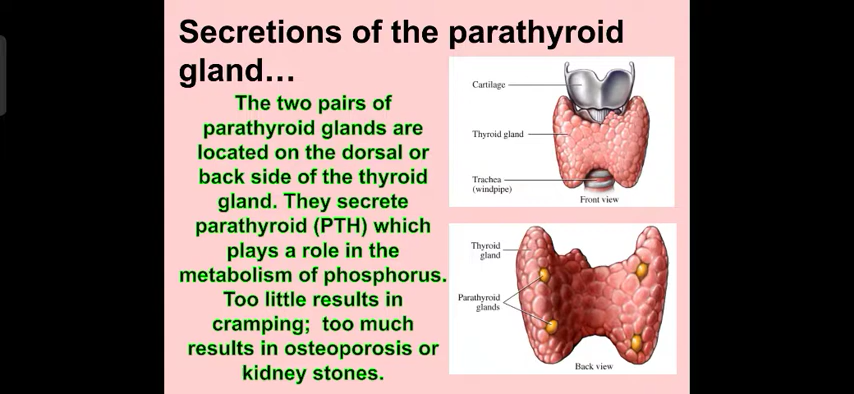 Secretions of the parathyroid
gland...
The two pairs of
parathyroid glands are
located on the dorsal or
back side of the thyroid
gland. They secrete
parathyroid (PTH) which
plays a role in the
metabolism of phosphorus.
Too little results in
cramping;  too much
results in osteoporosis or
kidney stones.
Cartilage
Thyroid gland
Trachea
(windpipe)
Front view
Thyroid
gland
Parathyroid
glands
Back view